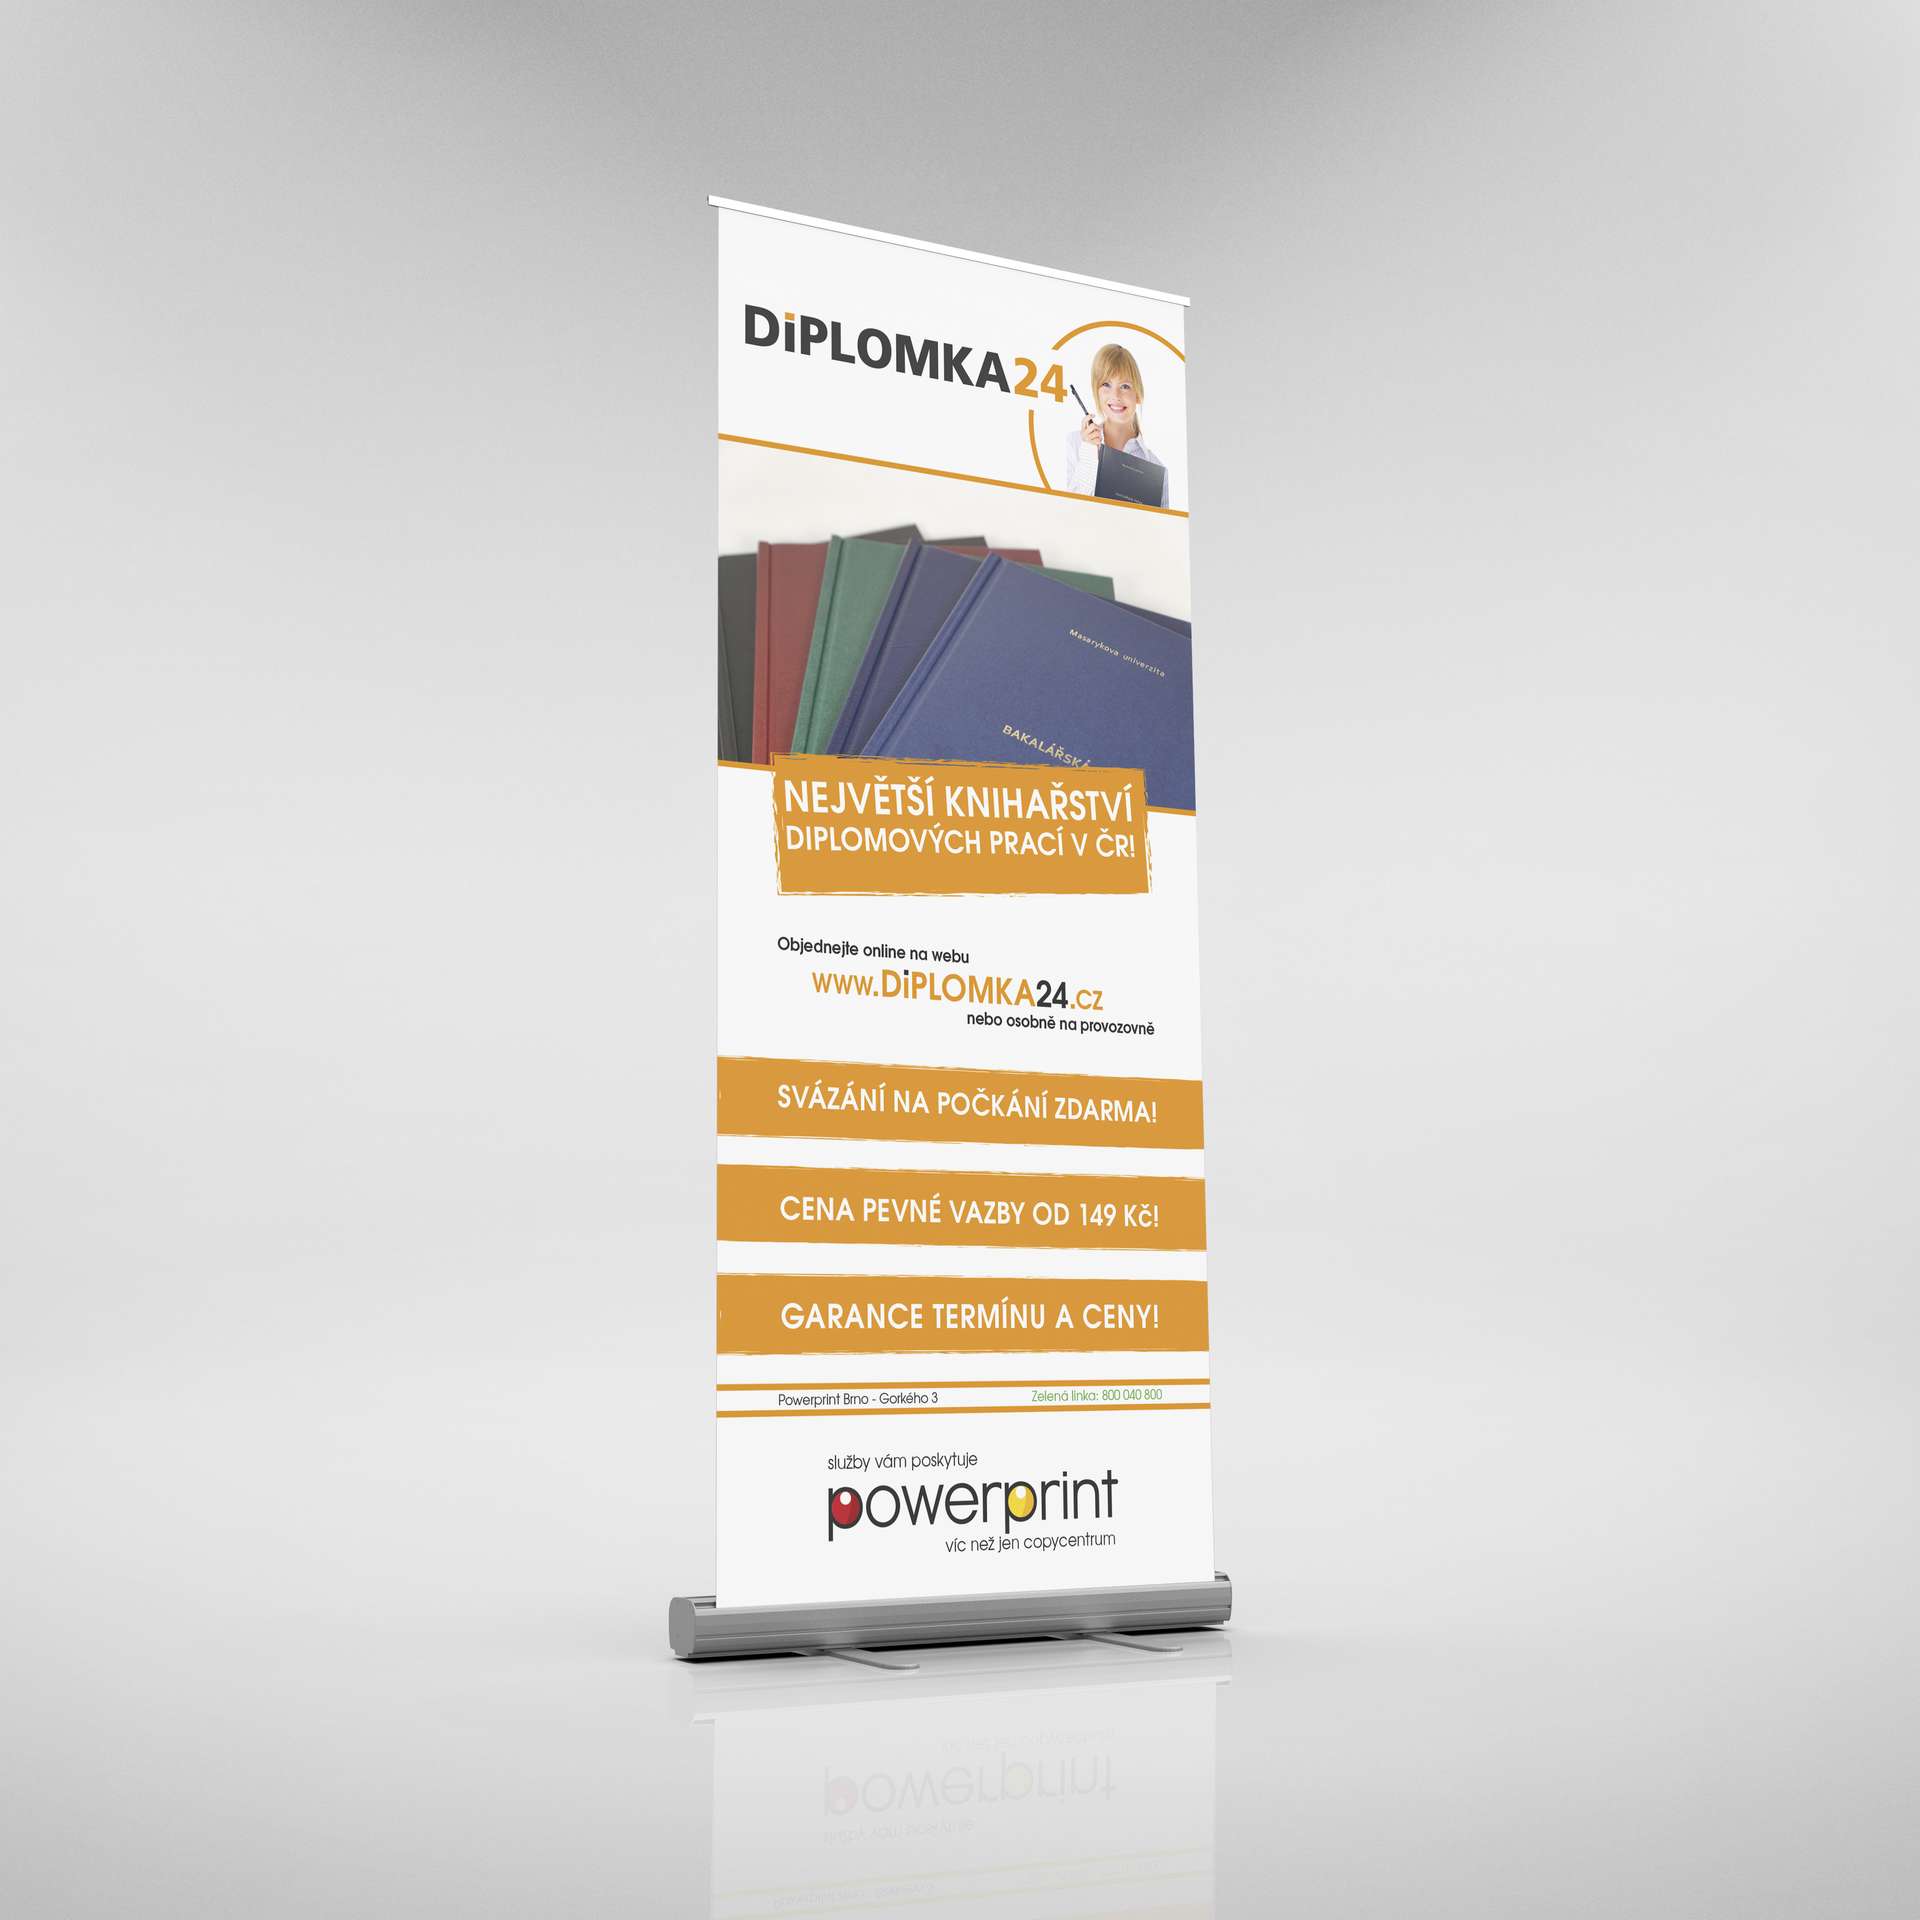 DiPLOMKA24
Masarykova univerzita
BAKALÁŘSKÁ
NEJVĚTŠÍ KNIHAŘSTVÍ
DIPLOMOVÝCH PRACÍ V ČR!
Objednejte online na webu
www.DiPLOMKA24.cz
nebo osobně na provozovně
SVÁZÁNÍ NA POČKÁNÍ ZDARMA!
CENA PEVNÉ VAZBY OD 149 Kč!
GARANCE TERMÍNU A CENY!
Powerprint Brno - Gorkého 3 Zelená linka: 800 040 800
služby vám poskytuje
powerprint
víc než jen copycentrum